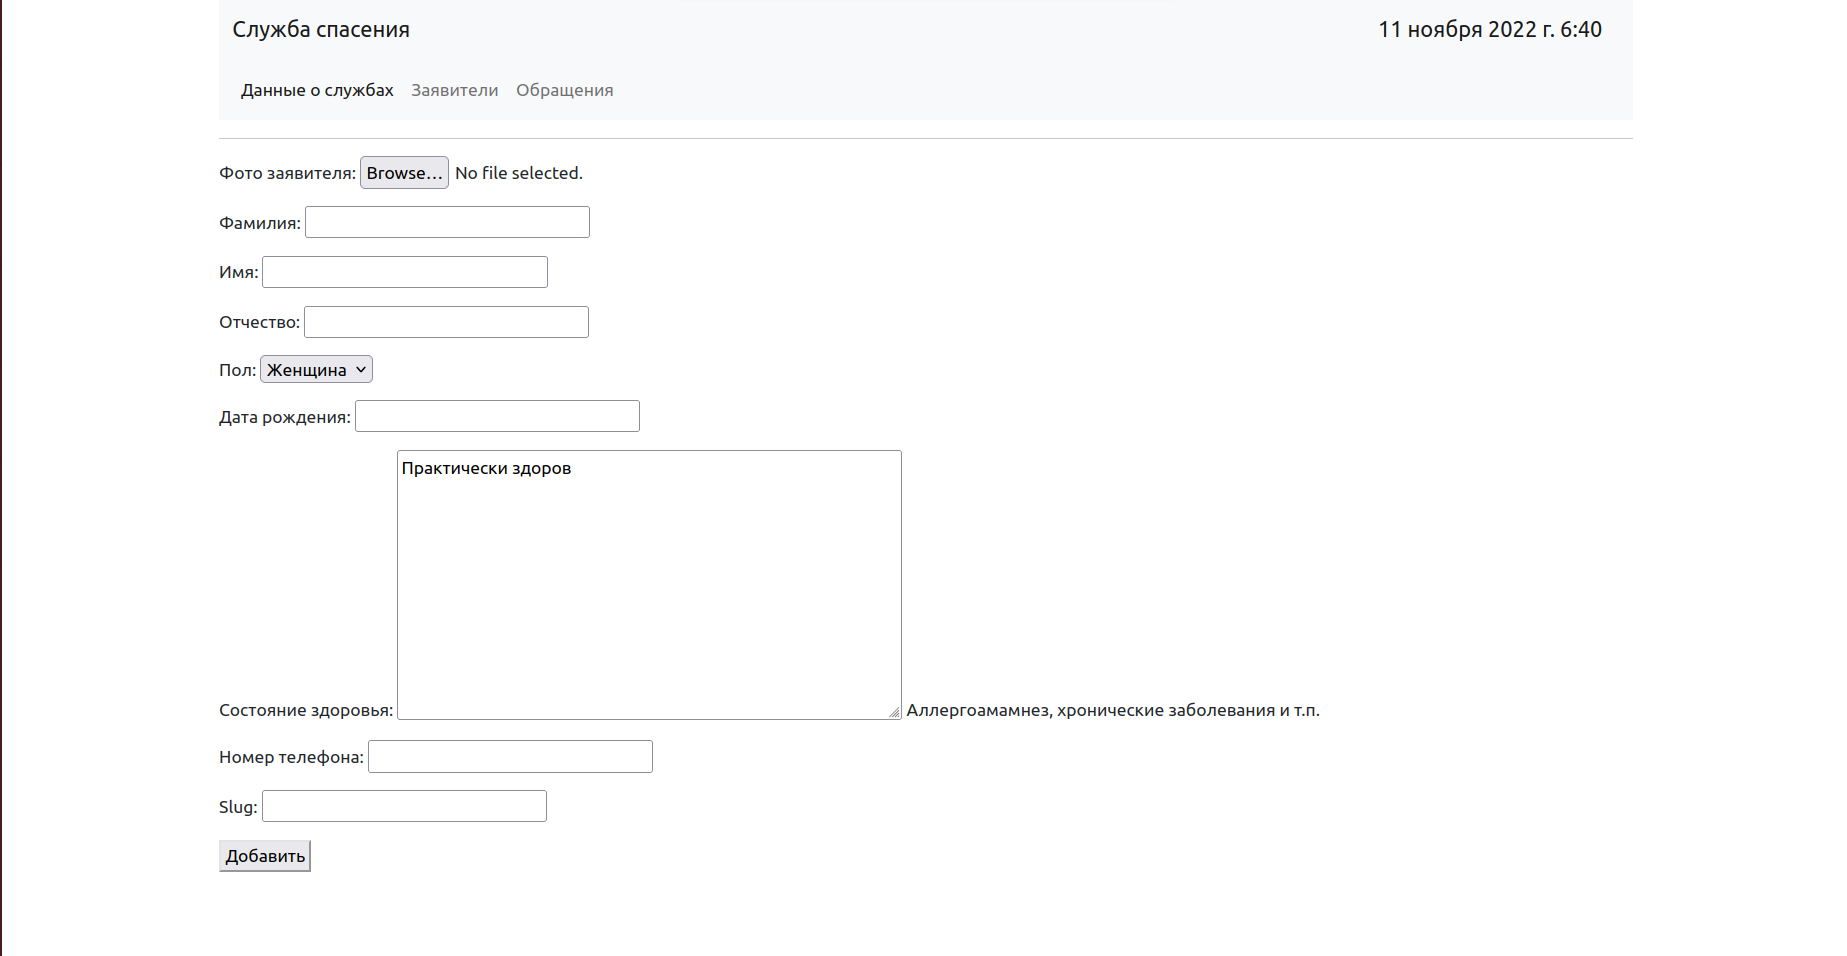 Служба спасения
11 ноября 2022 г. 6:40
Данные о службах Заявители Обращения
Фото заявителя: Browse... No file selected.
Фамилия:
Имя:
Отчество:
Пол: Женщина
Дата рождения:
Практически здоров
Состояние здоровья: Аллергоамамнез, хронические заболевания и т.п.
Номер телефона:
Slug:
Добавить